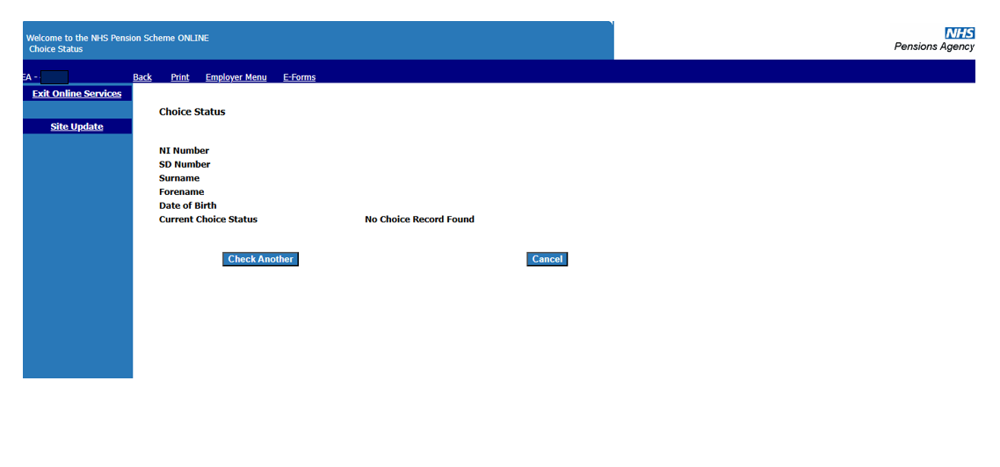 Welcome to the NHS Pension Scheme ONLINE
Choice Status
NHS
Pensions Agency
EA -
Back Print Employer Menu E-Forms
Exit Online Services
Site Update
Choice Status
NI Number
SD Number
Surname
Forename
Date of Birth
Current Choice Status No Choice Record Found
Check Another Cancel